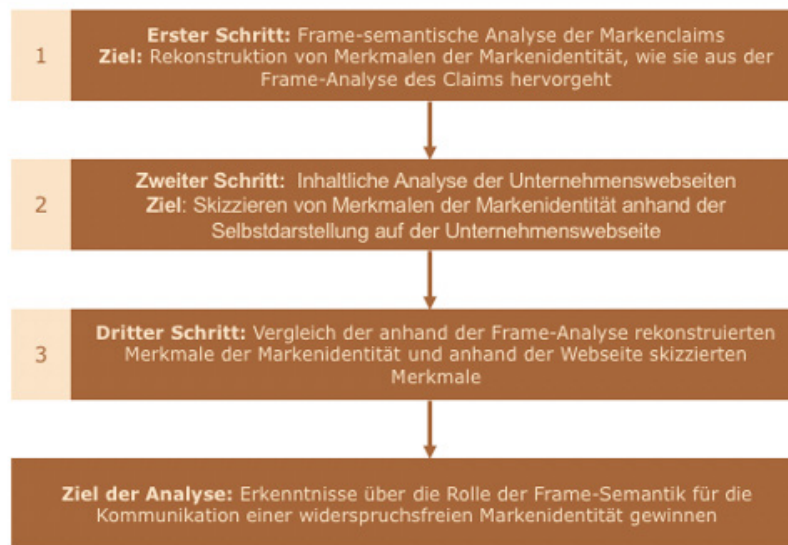 1
Erster Schritt: Frame-semantische Analyse der Markenclaims
Ziel: Rekonstruktion von Merkmalen der Markenidentität, wie sie aus der
Frame-Analyse des Claims hervorgeht
2
Zweiter Schritt: Inhaltliche Analyse der Unternehmenswebseiten
Ziel: Skizzieren von Merkmalen der Markenidentität anhand der
Selbstdarstellung auf der Unternehmenswebseite
3
Dritter Schritt: Vergleich der anhand der Frame-Analyse rekonstruierten
Merkmale der Markenidentität und anhand der Webseite skizzierten
Merkmale
Ziel der Analyse: Erkenntnisse über die Rolle der Frame-Semantik für die
Kommunikation einer widerspruchsfreien Markenidentität gewinnen